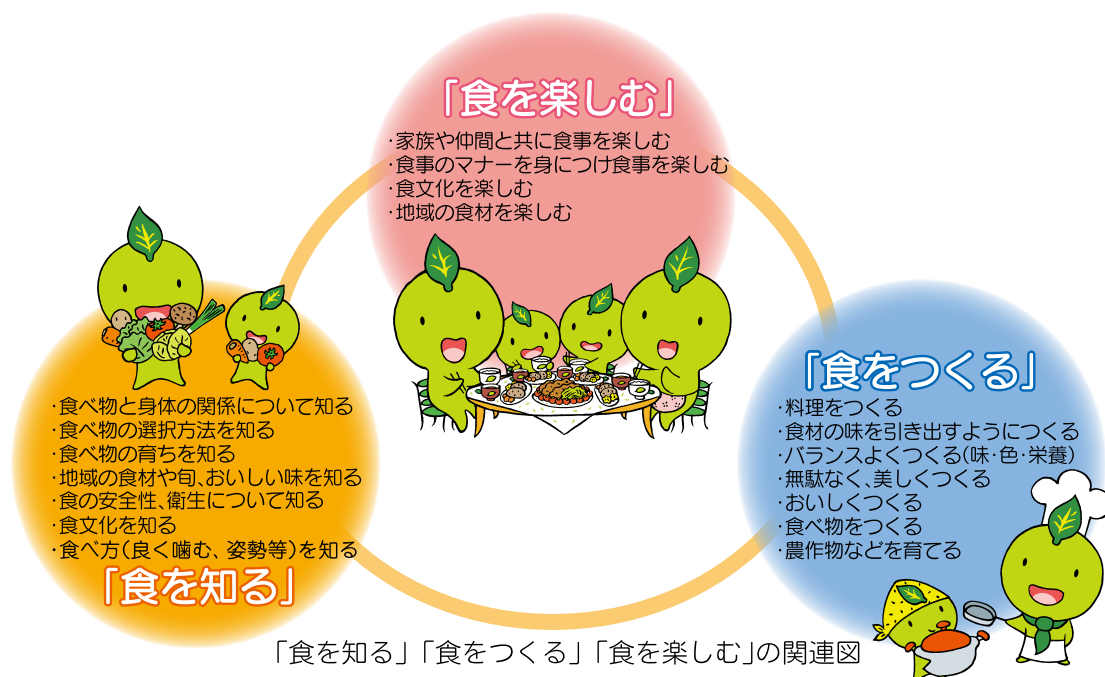 「食を楽しむ」
・家族や仲間と共に食事を楽しむ
・食事のマナーを身につけ食事を楽しむ
・食文化を楽しむ
・地域の食材を楽しむ
・食べ物と身体の関係について知る
・食べ物の選択方法を知る
・食べ物の育ちを知る
・地域の食材や旬、おいしい味を知る
・食の安全性、衛生について知る
・食文化を知る
・食べ方(良く噛む、姿勢等)を知る
「食を知る」
「食をつくる」
・料理をつくる
・食材の味を引き出すようにつくる
・バランスよくつくる(味・色・栄養)
・無駄なく、美しくつくる
・おいしくつくる
・食べ物をつくる
・農作物などを育てる
「食を知る」「食をつくる」「食を楽しむ」の関連図